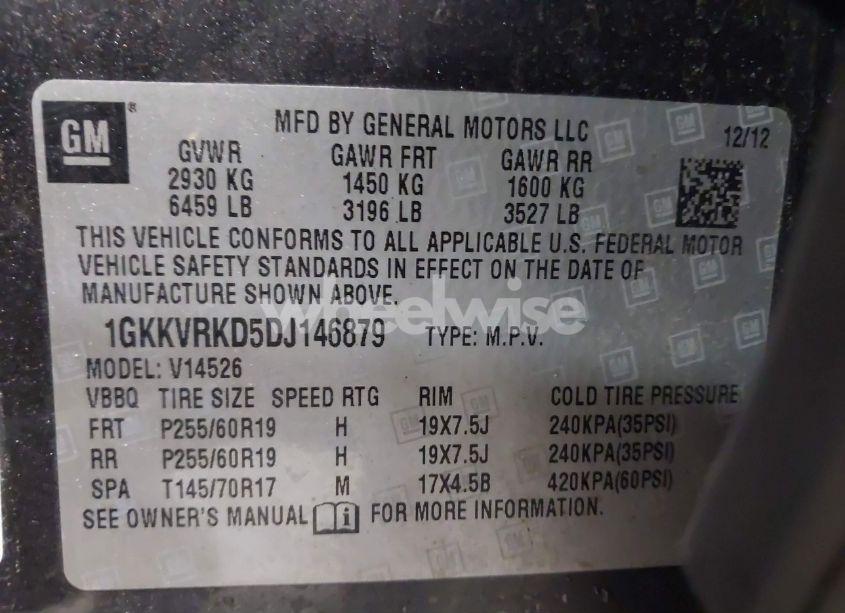 GM ® MFD BY GENERAL MOTORS LLC 12/12
GVWR GAWR FRT GAWR RR
2930 KG 1450 KG 1600 KG
6459 LB 3196 LB 3527 LB
THIS VEHICLE CONFORMS TO ALL APPLICABLE U.S. FEDERAL MOTOR
VEHICLE SAFETY STANDARDS IN EFFECT ON THE DATE OF
MANUFACTURE SHOWN ABOVE.
wheelwise
1GKKVRKD5DJ146879 TYPE: M.P.V.
MODEL: V14526
VBBQ TIRE SIZE SPEED RTG RIM COLD TIRE PRESSURE
FRT P255/60R19 H 19X7.5J 240KPA(35PSI)
RR P255/60R19 H 19X7.5J 240KPA(35PSI)
SPA T145/70R17 M 17X4.5B 420KPA(60PSI)
SEE OWNER'S MANUAL i FOR MORE INFORMATION.